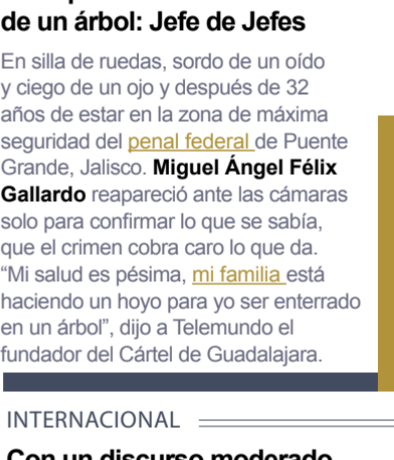 de un árbol: Jefe de Jefes
En silla de ruedas, sordo de un oído
y ciego de un ojo y después de 32
años de estar en la zona de máxima
seguridad del penal federal de Puente
Grande, Jalisco. Miguel Ángel Félix
Gallardo reapareció ante las cámaras
solo para confirmar lo que se sabía,
que el crimen cobra caro lo que da.
“Mi salud es pésima, mi familia está
haciendo un hoyo para yo ser enterrado
en un árbol”, dijo a Telemundo el
fundador del Cártel de Guadalajara.
INTERNACIONAL
Con un discurso moderado